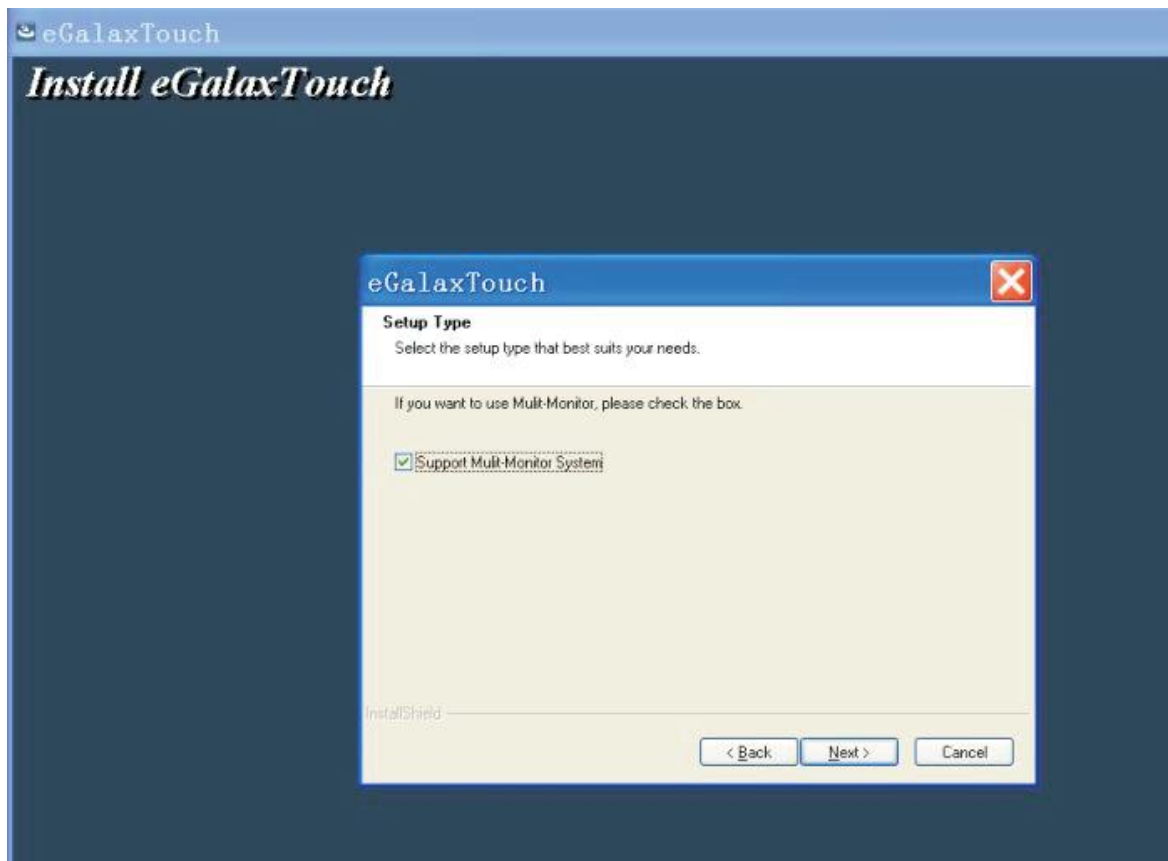 eGalaxTouch
Install eGalaxTouch
eGalaxTouch
Setup Type
Select the setup type that best suits your needs.
If you want to use Mulit-Monitor, please check the box.
Support Mulit-Monitor System
InstallShield
< Back Next > Cancel